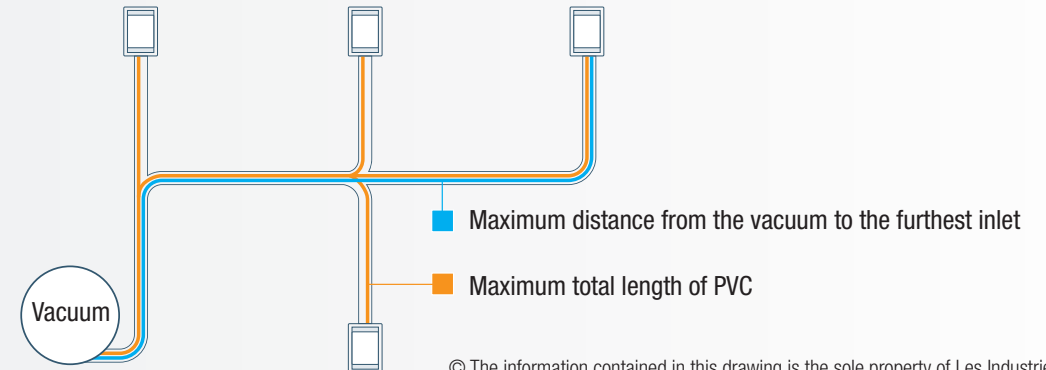 Maximum distance from the vacuum to the furthest inlet
Maximum total length of PVC
Vacuum
© The information contained in this drawing is the sole property of Les Industrie